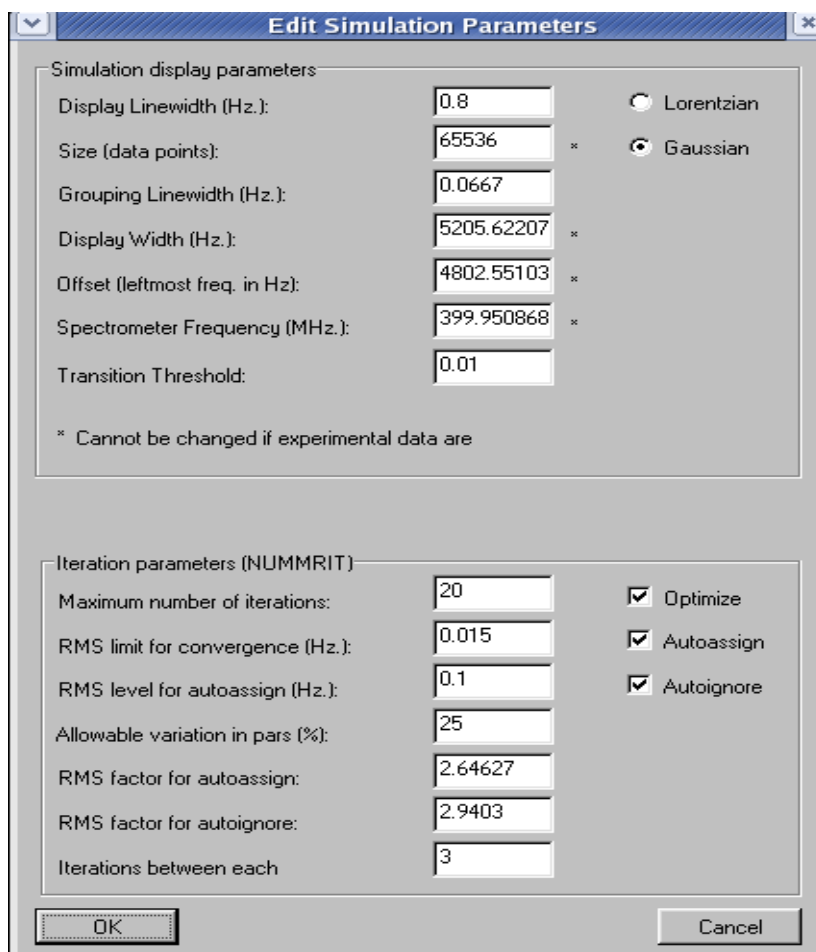 Edit Simulation Parameters
Simulation display parameters
Display Linewidth (Hz.): 0.8 Lorentzian
Size (data points): 65536 * Gaussian
Grouping Linewidth (Hz.): 0.0667
Display Width (Hz.): 5205.62207 *
Offset (leftmost freq. in Hz): 4802.55103 *
Spectrometer Frequency (MHz.): 399.950868 *
Transition Threshold: 0.01
* Cannot be changed if experimental data are
Iteration parameters (NUMMRIT)
Maximum number of iterations: 20 Optimize
RMS limit for convergence (Hz.): 0.015 Autoassign
RMS level for autoassign (Hz.): 0.1 Autoignore
Allowable variation in pars (%): 25
RMS factor for autoassign: 2.64627
RMS factor for autoignore: 2.9403
Iterations between each 3
OK Cancel